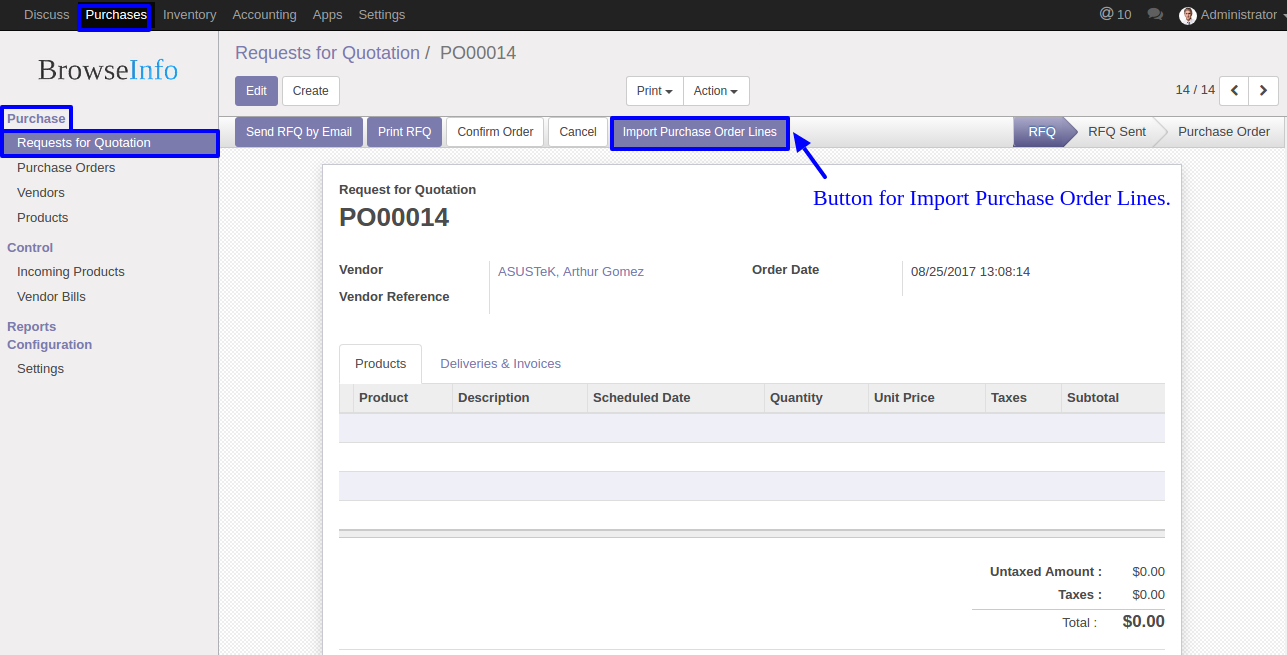 Discuss Purchases Inventory Accounting Apps Settings @ 10 Administrator
BrowseInfo
Purchase
Requests for Quotation
Purchase Orders
Vendors
Products
Control
Incoming Products
Vendor Bills
Reports
Configuration
Settings
Requests for Quotation / PO00014
Edit Create Print Action 14 / 14
Send RFQ by Email Print RFQ Confirm Order Cancel Import Purchase Order Lines RFQ RFQ Sent Purchase Order
Button for Import Purchase Order Lines.
Request for Quotation
PO00014
Vendor ASUSTeK, Arthur Gomez Order Date 08/25/2017 13:08:14
Vendor Reference
Products Deliveries & Invoices
Product Description Scheduled Date Quantity Unit Price Taxes Subtotal
Untaxed Amount : $0.00
Taxes : $0.00
Total : $0.00